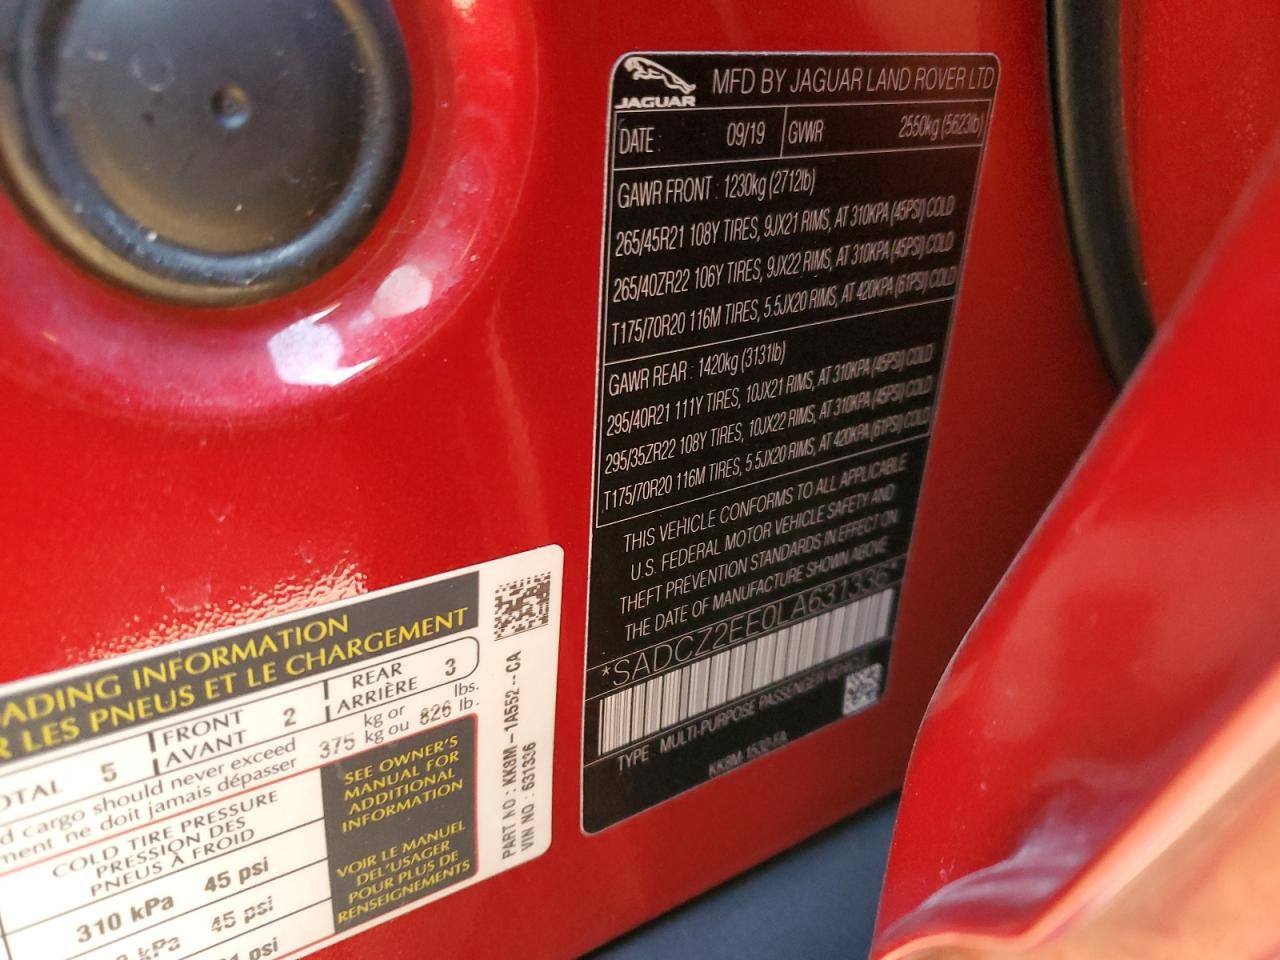 JAGUAR
MFD BY JAGUAR LAND ROVER LTD
DATE : 09/19 GVWR 2550kg (5623lb)
GAWR FRONT : 1230kg (2712lb)
265/45R21 108Y TIRES, 9JX21 RIMS, AT 310KPA (45PSI) COLD
265/40ZR22 106Y TIRES, 9JX22 RIMS, AT 310KPA (45PSI) COLD
T175/70R20 116M TIRES, 5.5JX20 RIMS, AT 420KPA (61PSI) COLD
GAWR REAR : 1420kg (3131lb)
295/40R21 111Y TIRES, 10JX21 RIMS, AT 310KPA (45PSI) COLD
295/35ZR22 108Y TIRES, 10JX22 RIMS, AT 310KPA (45PSI) COLD
T175/70R20 116M TIRES, 5.5JX20 RIMS, AT 420KPA (61PSI) COLD
THIS VEHICLE CONFORMS TO ALL APPLICABLE
U.S. FEDERAL MOTOR VEHICLE SAFETY AND
THEFT PREVENTION STANDARDS IN EFFECT ON
THE DATE OF MANUFACTURE SHOWN ABOVE
*SADCZ2EE0LA631336*
TYPE MULTI-PURPOSE PASSENGER VEHICLE
KK8M 1532 FA
ADING INFORMATION
R LES PNEUS ET LE CHARGEMENT
OTAL 5 FRONT AVANT 2 REAR ARRIÈRE 3
d cargo should never exceed 375 kg or 826 lbs.
ment ne doit jamais dépasser kg ou lb.
COLD TIRE PRESSURE
PRESSION DES
PNEUS À FROID
310 kPa 45 psi
kPa 45 psi
psi
SEE OWNER'S
MANUAL FOR
ADDITIONAL
INFORMATION
VOIR LE MANUEL
DE L'USAGER
POUR PLUS DE
RENSEIGNEMENTS
PART NO : KK8M-1A552--CA
VIN NO : 631336